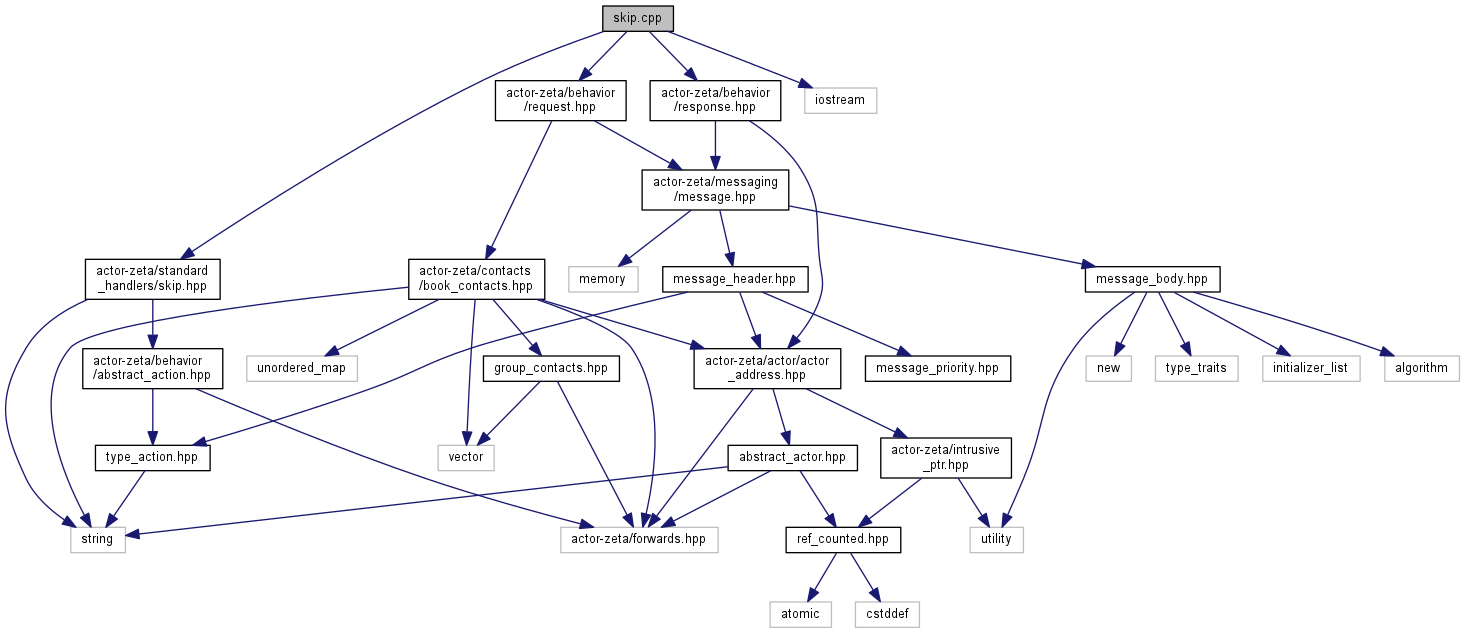 skip.cpp
actor-zeta/behavior
/request.hpp
actor-zeta/behavior
/response.hpp
iostream
actor-zeta/messaging
/message.hpp
actor-zeta/standard
_handlers/skip.hpp
actor-zeta/contacts
/book_contacts.hpp
memory
message_header.hpp
message_body.hpp
actor-zeta/behavior
/abstract_action.hpp
unordered_map
group_contacts.hpp
actor-zeta/actor/actor
_address.hpp
message_priority.hpp
new
type_traits
initializer_list
algorithm
type_action.hpp
vector
abstract_actor.hpp
actor-zeta/intrusive
_ptr.hpp
string
actor-zeta/forwards.hpp
ref_counted.hpp
utility
atomic
cstddef